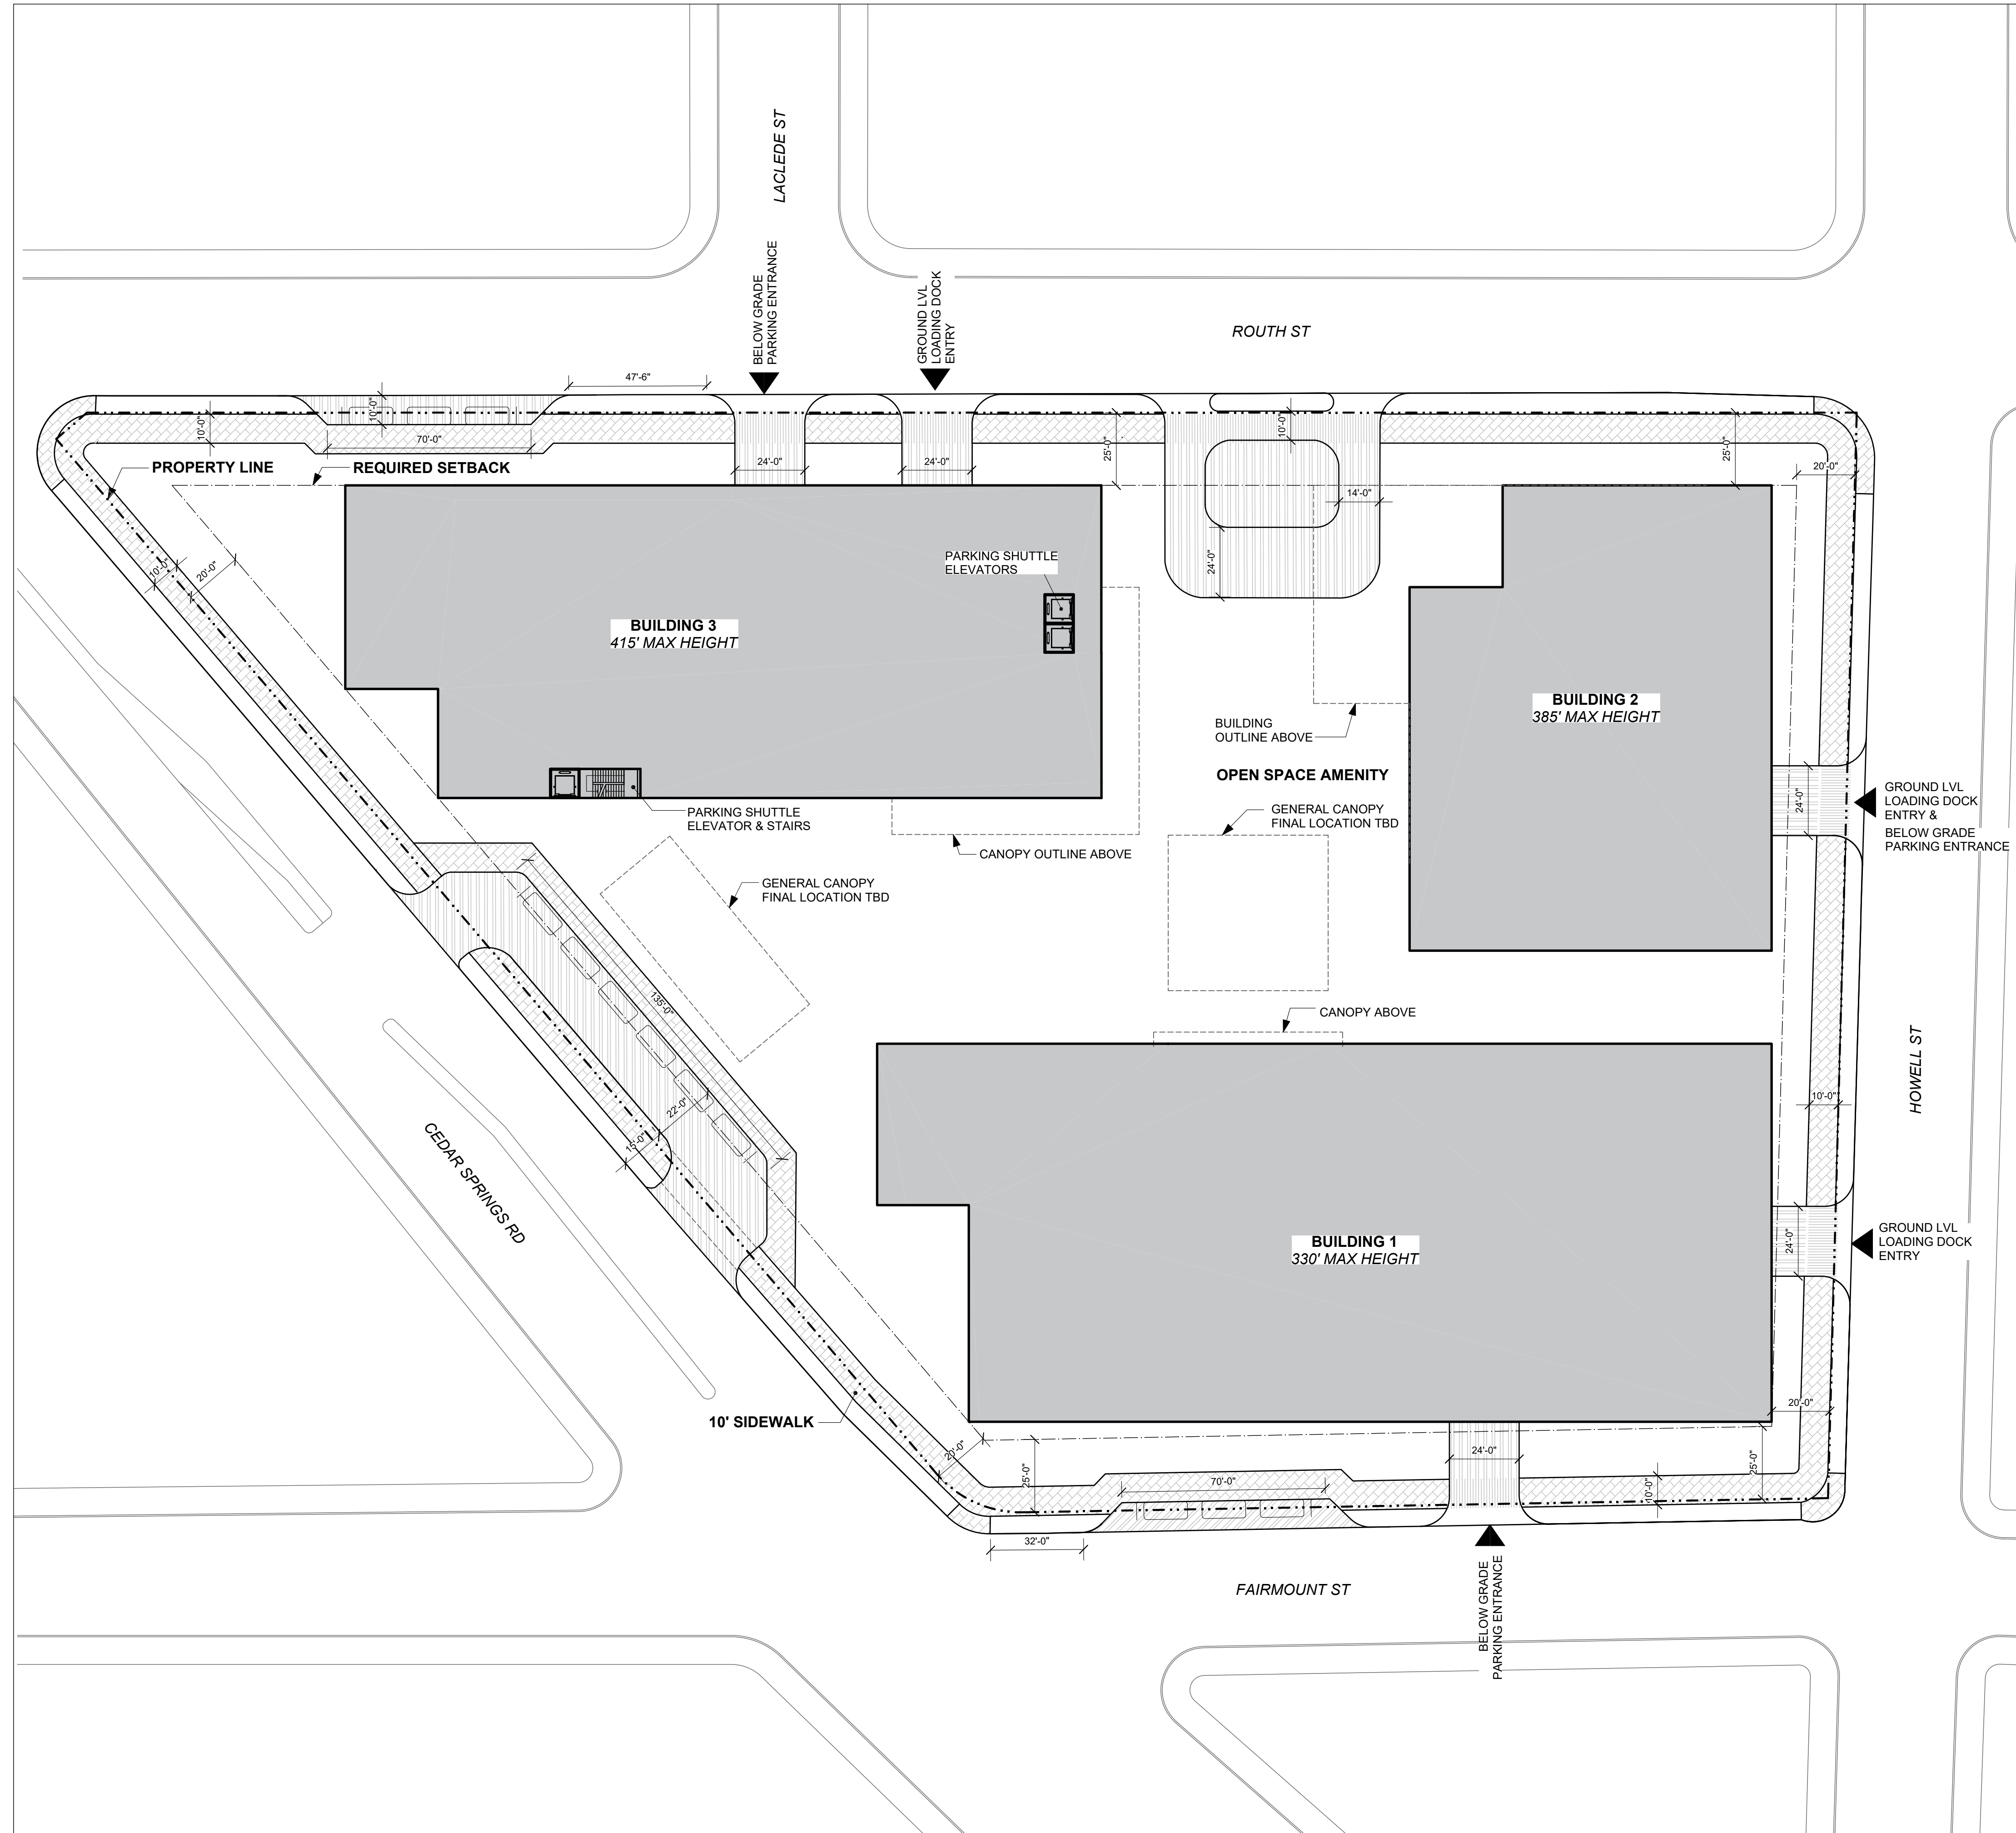 LACLEDE ST
BELOW GRADE
PARKING ENTRANCE
GROUND LVL
LOADING DOCK
ENTRY
ROUTH ST
47'-6"
10'-0"
10'-0"
70'-0"
PROPERTY LINE
REQUIRED SETBACK
24'-0"
24'-0"
25'-0"
10'-0"
14'-0"
24'-0"
25'-0"
20'-0"
10'-0"
20'-0"
PARKING SHUTTLE
ELEVATORS
BUILDING 3
415' MAX HEIGHT
BUILDING 2
385' MAX HEIGHT
BUILDING
OUTLINE ABOVE
OPEN SPACE AMENITY
PARKING SHUTTLE
ELEVATOR & STAIRS
GENERAL CANOPY
FINAL LOCATION TBD
CANOPY OUTLINE ABOVE
24'-0"
GROUND LVL
LOADING DOCK
ENTRY &
BELOW GRADE
PARKING ENTRANCE
GENERAL CANOPY
FINAL LOCATION TBD
135'-0"
CANOPY ABOVE
22'-0"
15'-0"
CEDAR SPRINGS RD
HOWELL ST
10'-0"
BUILDING 1
330' MAX HEIGHT
24'-0"
GROUND LVL
LOADING DOCK
ENTRY
10' SIDEWALK
20'-0"
20'-0"
25'-0"
24'-0"
25'-0"
70'-0"
10'-0"
32'-0"
FAIRMOUNT ST
BELOW GRADE
PARKING ENTRANCE